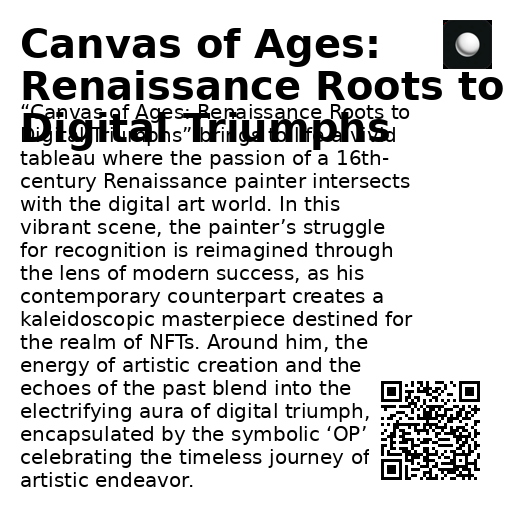 Canvas of Ages:
Renaissance Roots to
Digital Triumphs
“Canvas of Ages: Renaissance Roots to
Digital Triumphs” brings to life a vivid
tableau where the passion of a 16th-
century Renaissance painter intersects
with the digital art world. In this
vibrant scene, the painter’s struggle
for recognition is reimagined through
the lens of modern success, as his
contemporary counterpart creates a
kaleidoscopic masterpiece destined for
the realm of NFTs. Around him, the
energy of artistic creation and the
echoes of the past blend into the
electrifying aura of digital triumph,
encapsulated by the symbolic ‘OP’
celebrating the timeless journey of
artistic endeavor.